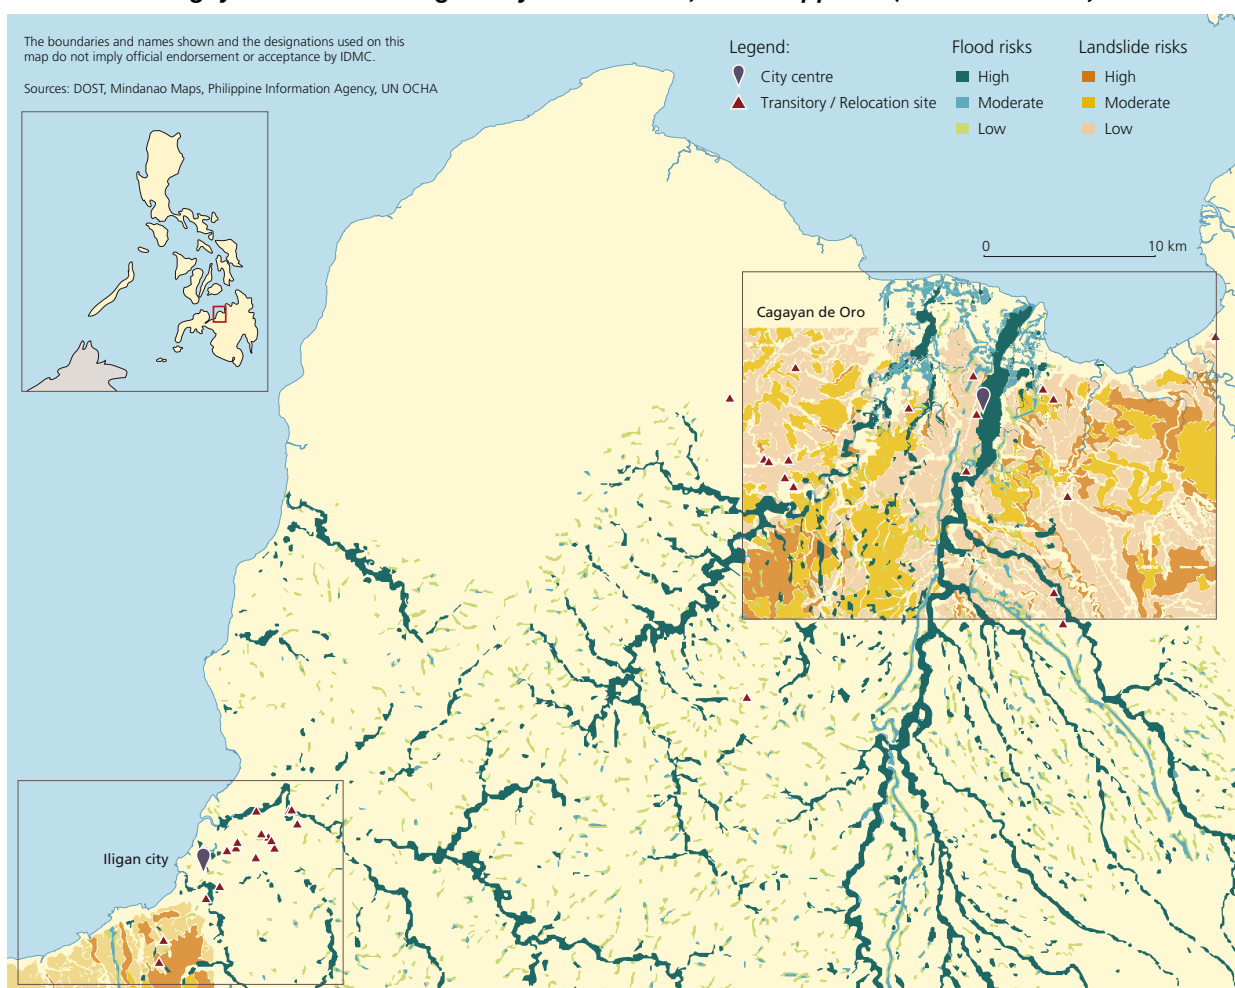 The boundaries and names shown and the designations used on this
map do not imply official endorsement or acceptance by IDMC.
Sources: DOST, Mindanao Maps, Philippine Information Agency, UN OCHA
Legend:
City centre
Transitory / Relocation site
Flood risks
High
Moderate
Low
Landslide risks
High
Moderate
Low
0 10 km
Cagayan de Oro
Iligan city